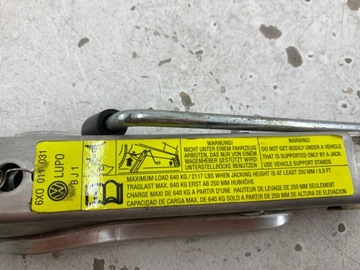 6X0 011 031
LUPO
BJ1
WARNUNG!
NICHT UNTER EINEM FAHRZEUG
ARBEITEN, DAS NUR VON EINEM
WAGENHEBER GESTÜTZT WIRD.
UNTERSTELLBÖCKE BENUTZEN
WARNING!
DO NOT GET BODILY UNDER A VEHICLE
THAT IS SUPPORTED ONLY BY A JACK.
USE VEHICLE SUPPORT STANDS.
MAXIMUM LOAD 640 KG / 2117 LBS WHEN JACKING HEIGHT IS AT LEAST 250 MM / 0,9 FT
TRAGLAST MAX. 640 KG ERST AB 250 MM HUBHÖHE
CHARGE MAXI DE 640 KG A PARTIR D'UNE HAUTEUR DE LEVAGE DE 250 MM SEULEMENT
CAPACIDAD DE CARGA MAX. DE 640 KG SOLO A PARTIR DE 250 MM DE ALTURA DE ELEVACION